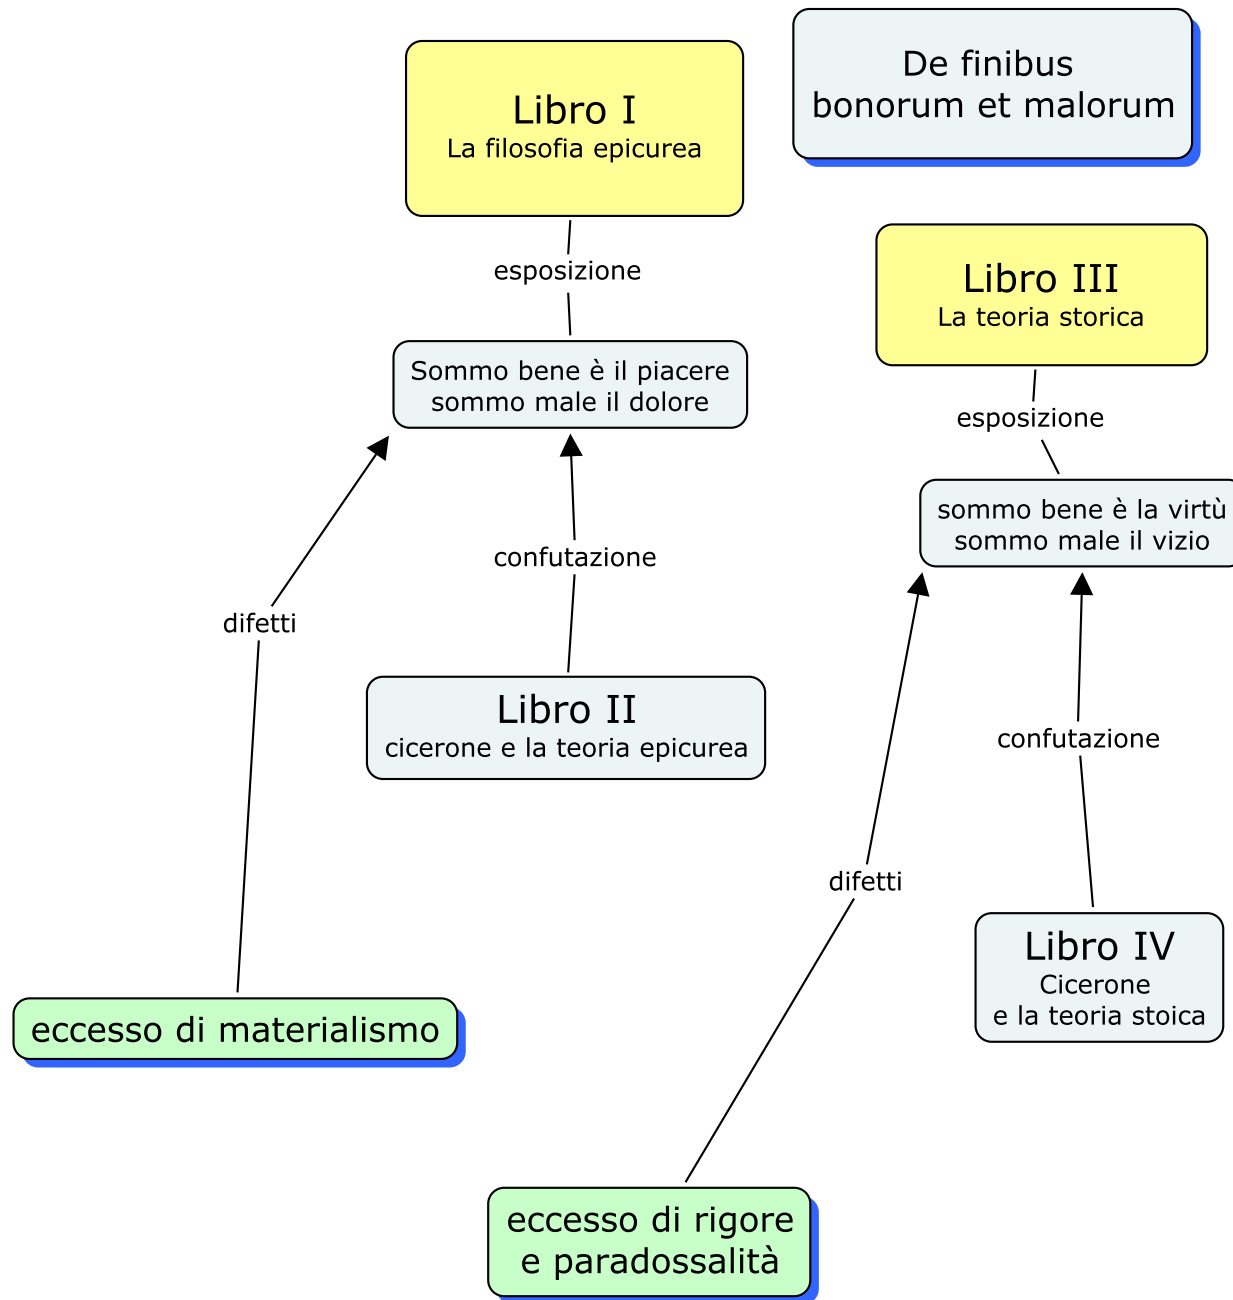 De finibus
bonorum et malorum
Libro I
La filosofia epicurea
esposizione
Sommo bene è il piacere
sommo male il dolore
confutazione
difetti
Libro II
cicerone e la teoria epicurea
eccesso di materialismo
Libro III
La teoria storica
esposizione
sommo bene è la virtù
sommo male il vizio
confutazione
difetti
Libro IV
Cicerone
e la teoria stoica
eccesso di rigore
e paradossalità